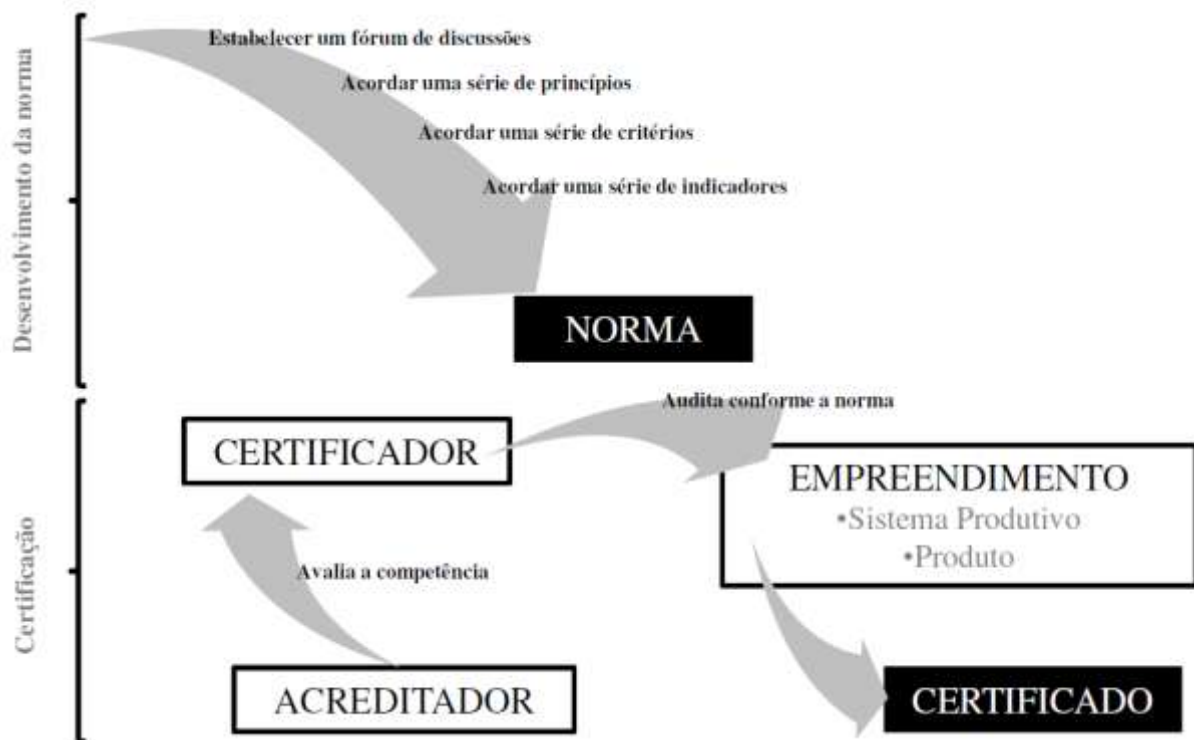 Desenvolvimento da norma
Estabelecer um fórum de discussões
Acordar uma série de princípios
Acordar uma série de critérios
Acordar uma série de indicadores
NORMA
Certificação
Audita conforme a norma
CERTIFICADOR
EMPREENDIMENTO
•Sistema Produtivo
•Produto
Avalia a competência
ACREDITADOR
CERTIFICADO